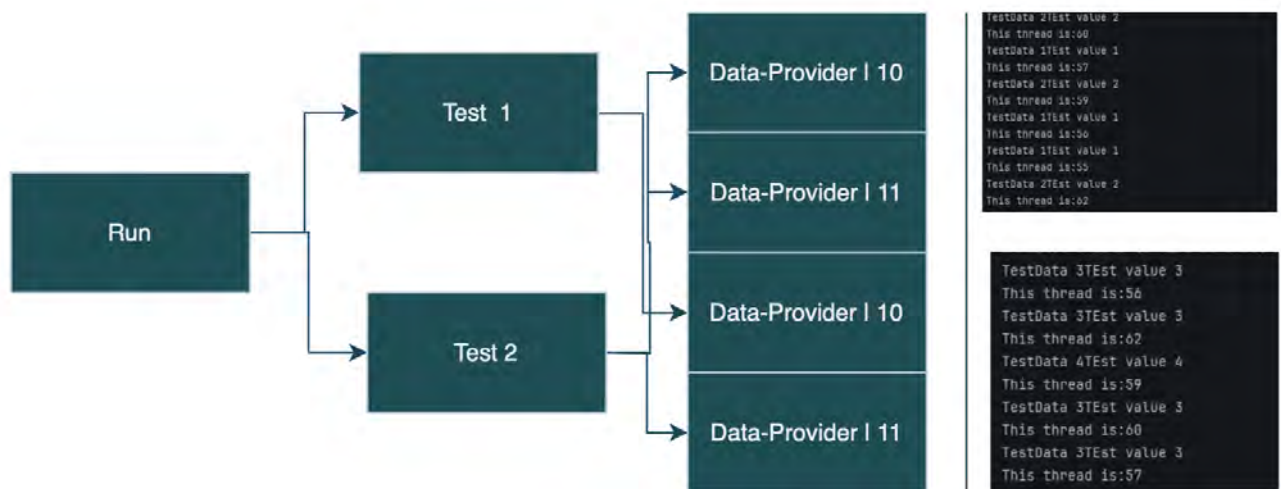 Run
Test 1
Test 2
Data-Provider | 10
Data-Provider | 11
Data-Provider | 10
Data-Provider | 11
TestData 2TEst value 2
This thread is:60
TestData 1TEst value 1
This thread is:57
TestData 2TEst value 2
This thread is:59
TestData 1TEst value 1
This thread is:56
TestData 1TEst value 1
This thread is:55
TestData 2TEst value 2
This thread is:62
TestData 3TEst value 3
This thread is:56
TestData 3TEst value 3
This thread is:62
TestData 4TEst value 4
This thread is:59
TestData 3TEst value 3
This thread is:60
TestData 3TEst value 3
This thread is:57